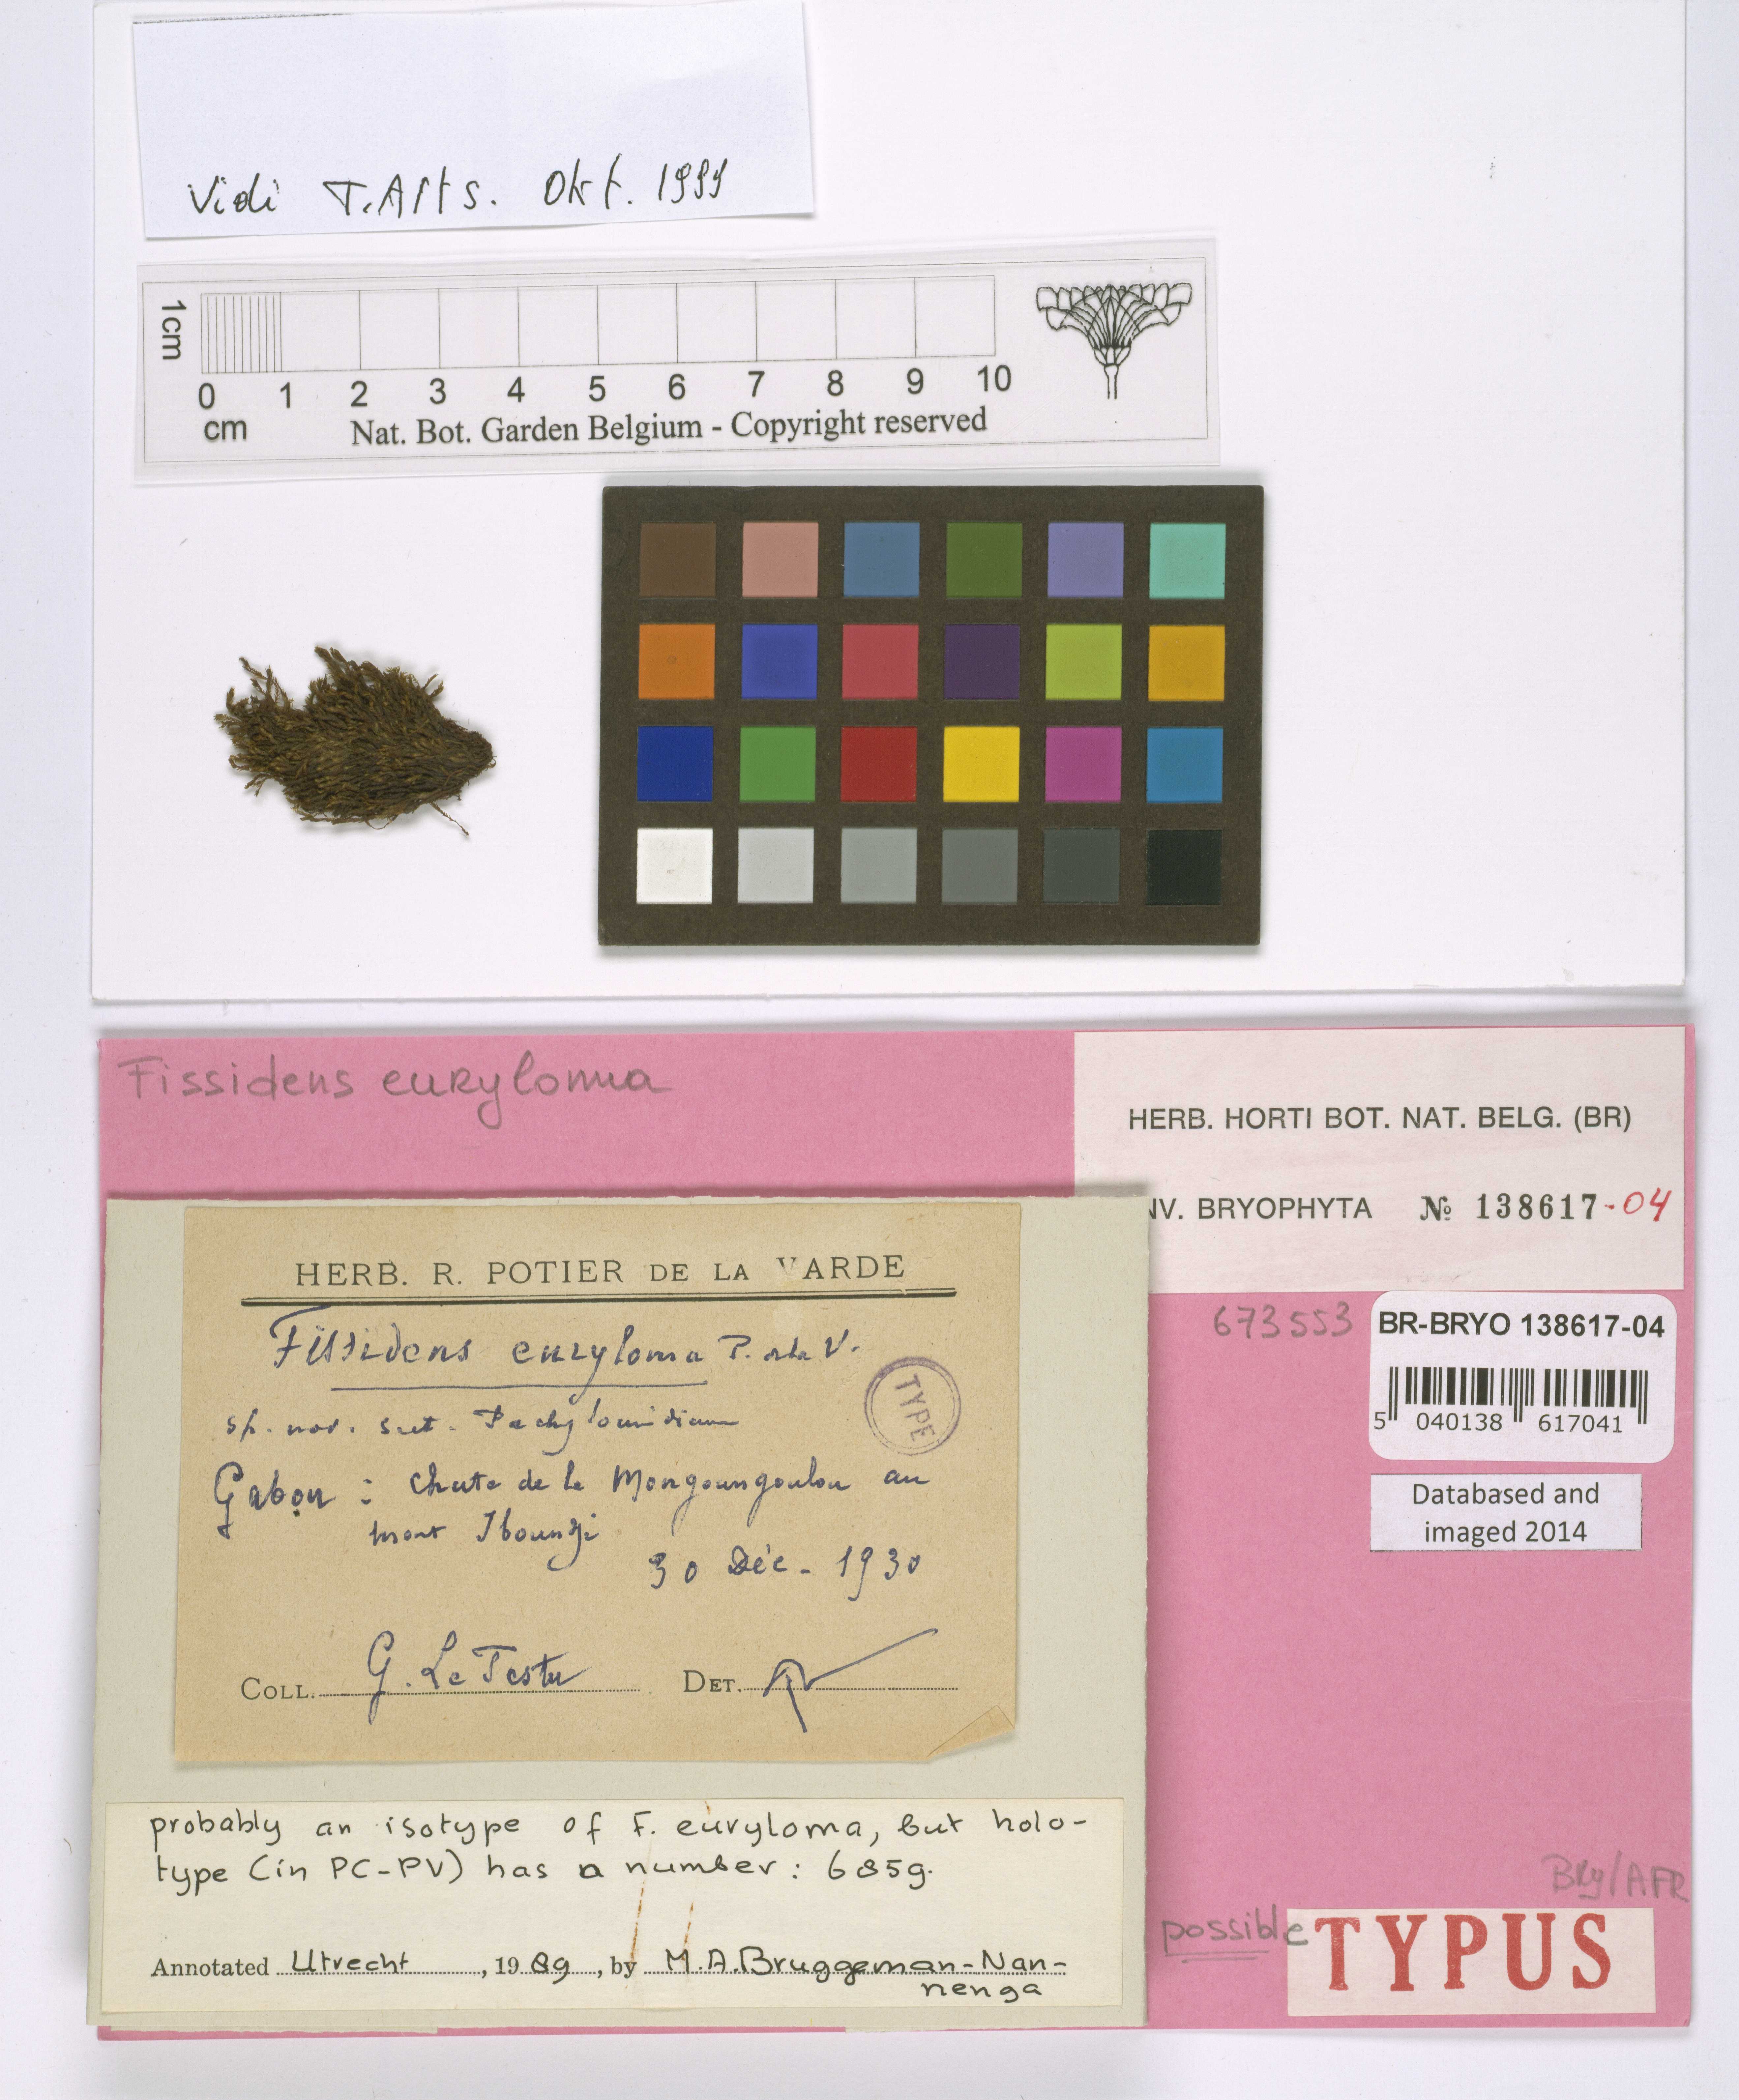 Vidi T. Arts. Okt. 1999
1cm
0 1 2 3 4 5 6 7 8 9 10
cm
Nat. Bot. Garden Belgium - Copyright reserved
Fissidens euryloma
HERB. HORTI BOT. NAT. BELG. (BR)
NV. BRYOPHYTA № 138617-04
673553
BR-BRYO 138617-04
5 040138 617041
Databased and
imaged 2014
HERB. R. POTIER DE LA VARDE
Fissidens euryloma P. de la V.
TYPE
sp. nov. sect. Pachylomidium
Gabon : Chute de la Mongoungoulou au
mont Iboundji
30 Déc. 1930
COLL. G. Le Testu DET.
probably an isotype of F. euryloma, but holo-
type (in PC-PV) has a number: 6859.
Annotated Utrecht, 1989, by M.A. Bruggeman-Nan-
nenga
Bry/AFR
possible TYPUS